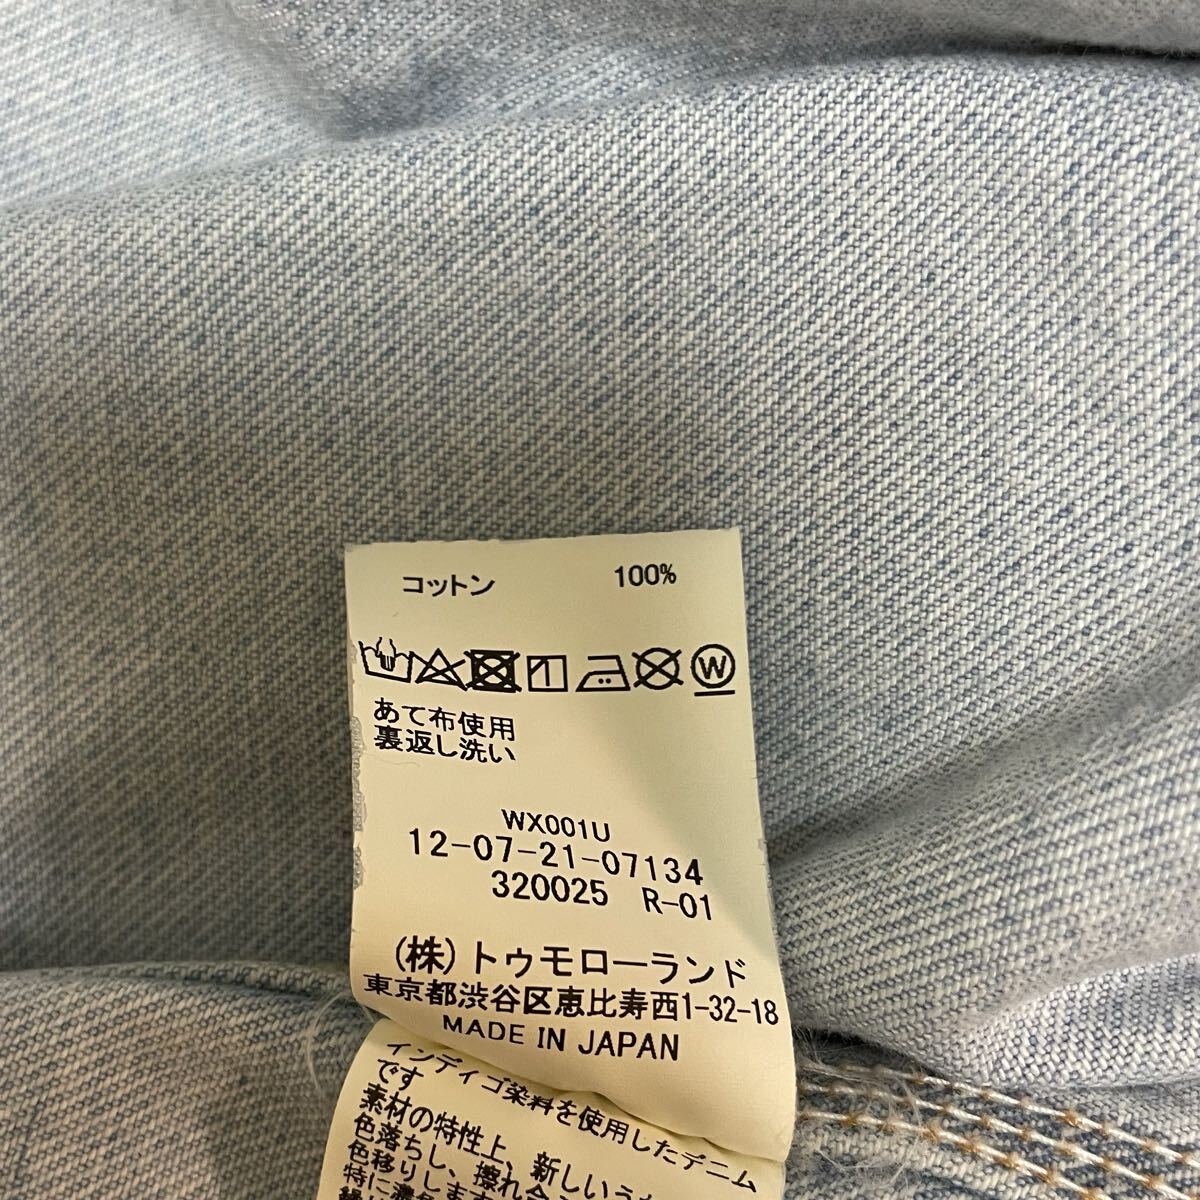 コットン 100%
W
あて布使用
裏返し洗い
WX001U
12-07-21-07134
320025 R-01
(株)トゥモローランド
東京都渋谷区恵比寿西1-32-18
MADE IN JAPAN
インディゴ染料を使用したデニム
です
素材の特性上、新しいう
色落ちし、擦れ合
色移りします
特に濃色